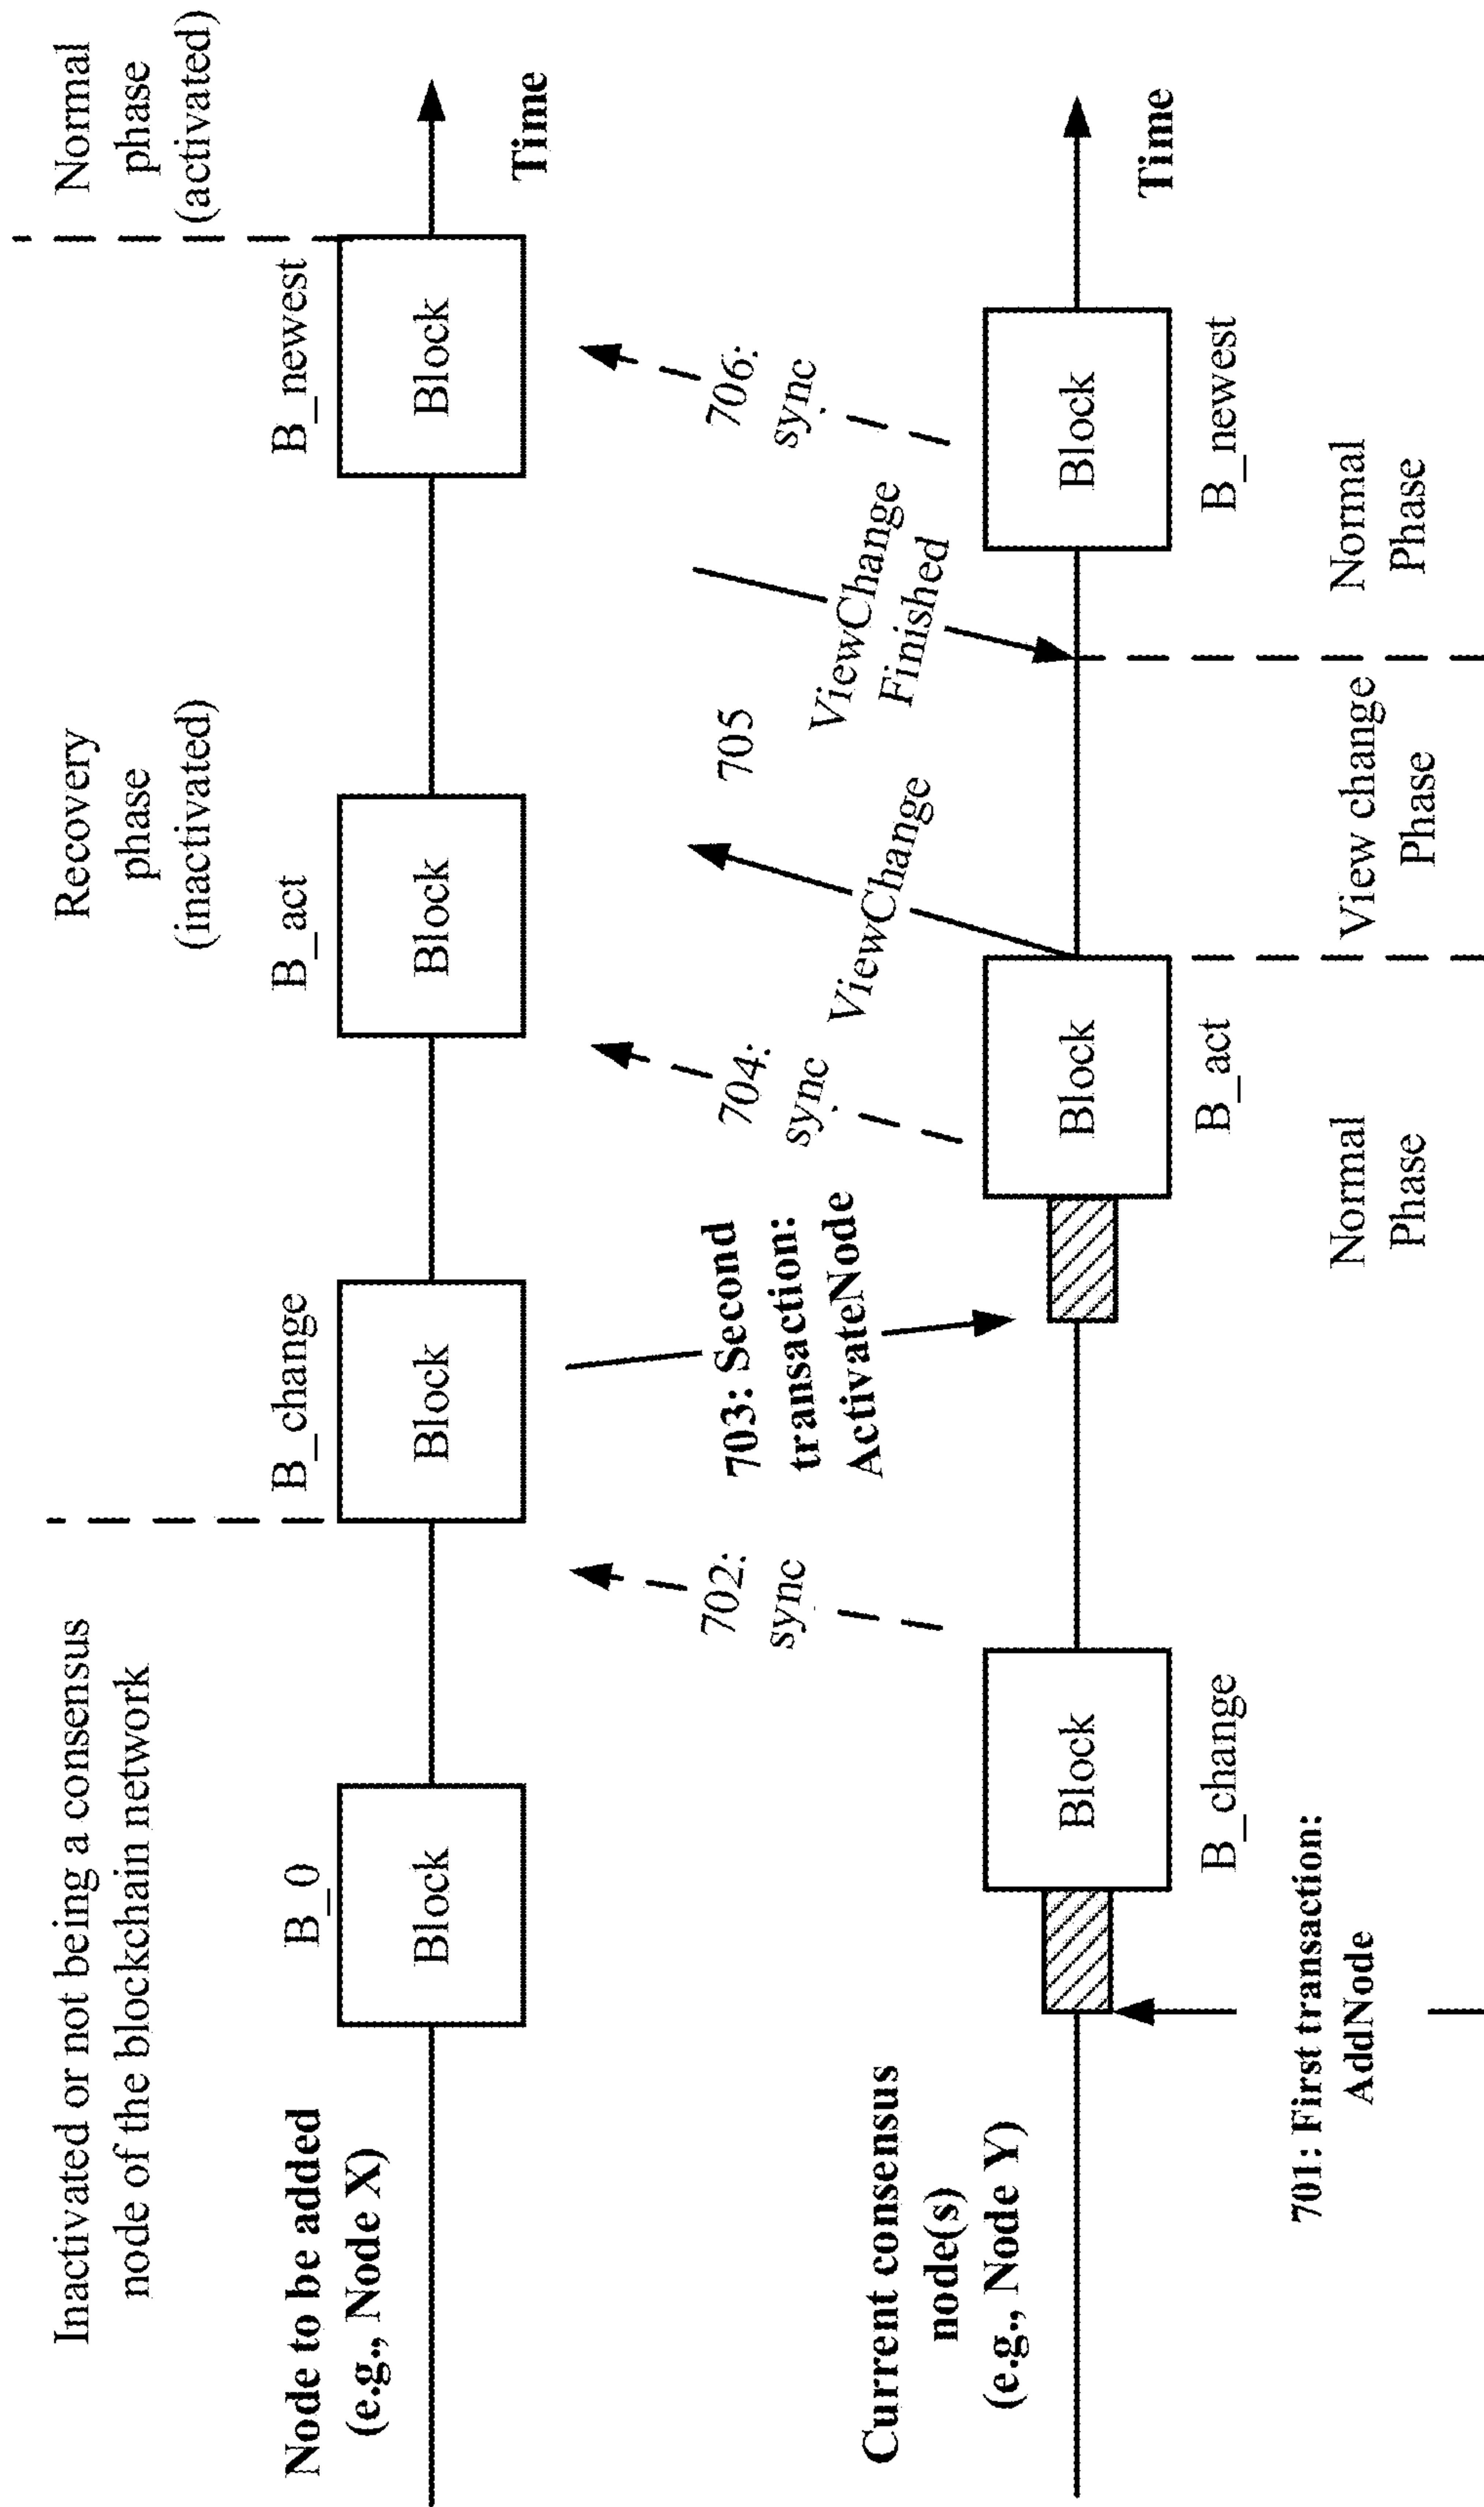 Inactivated or not being a consensus
node of the blockchain network
Recovery
phase
(inactivated)
Normal
phase
(activated)
Node to be added
(e.g., Node X)
B_0
Block
B_change
Block
B_act
Block
B_newest
Block
Time
702:
sync
703: Second
transaction:
ActivateNode
704:
sync
ViewChange
705
ViewChange
Finished
706:
sync
Current consensus
node(s)
(e.g., Node Y)
Block
B_change
Block
B_act
Block
B_newest
Time
701: First transaction:
AddNode
Normal
Phase
View change
Phase
Normal
Phase